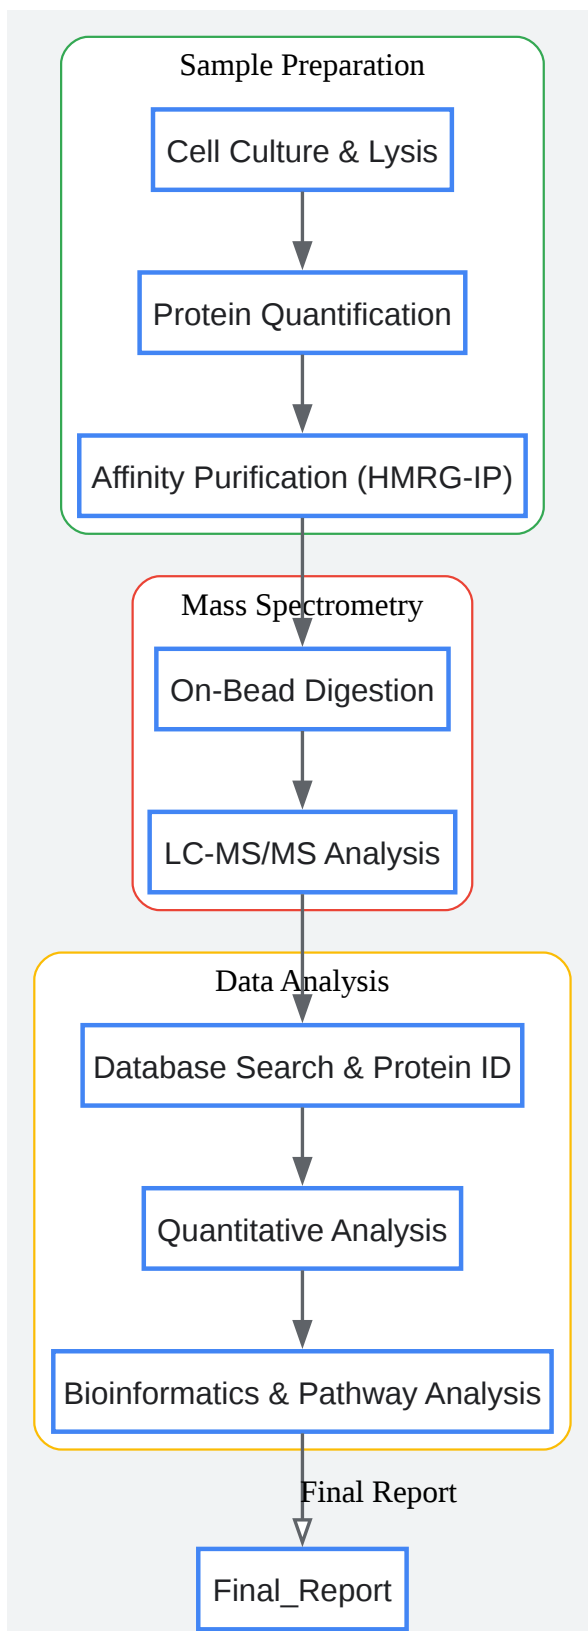 Sample Preparation
Cell Culture & Lysis
Protein Quantification
Affinity Purification (HMRG-IP)
Mass Spectrometry
On-Bead Digestion
LC-MS/MS Analysis
Data Analysis
Database Search & Protein ID
Quantitative Analysis
Bioinformatics & Pathway Analysis
Final Report
Final_Report